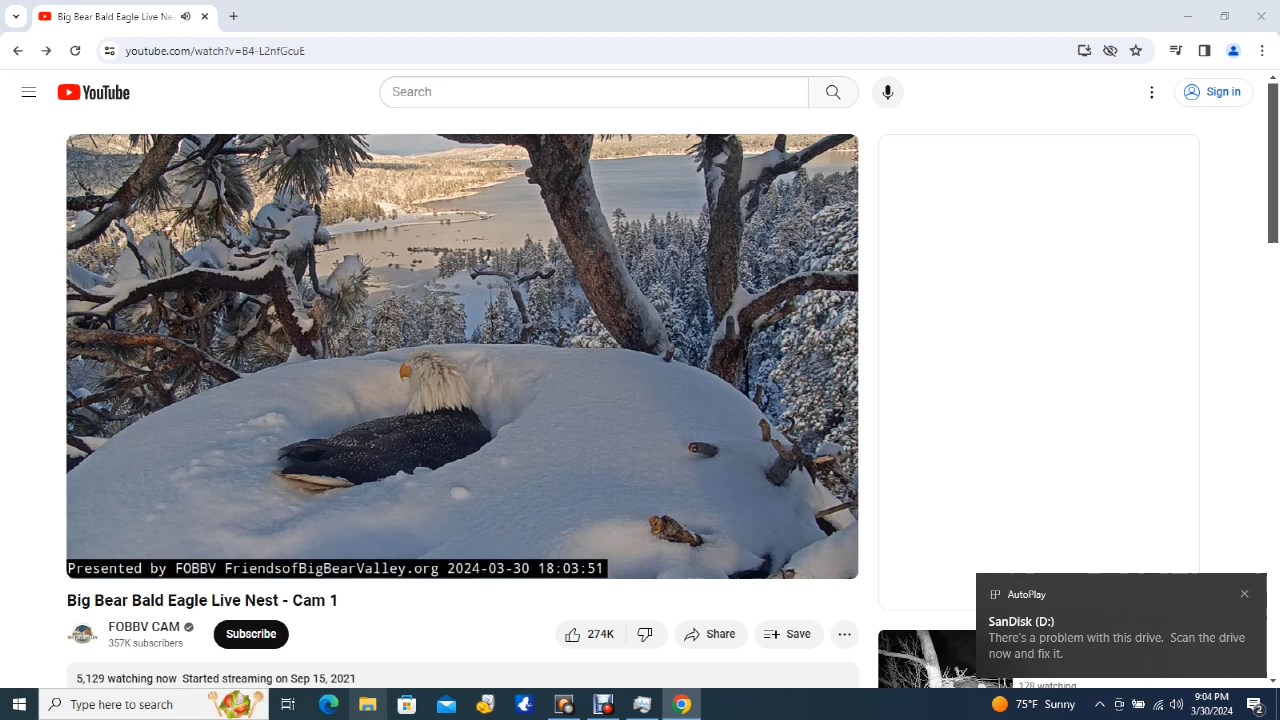 Big Bear Bald Eagle Live Ne
youtube.com/watch?v=B4-L2nfGcuE
YouTube
Search
Sign in
Presented by FOBBV FriendsofBigBearValley.org 2024-03-30 18:03:51
Big Bear Bald Eagle Live Nest - Cam 1
FOBBV CAM
357K subscribers
Subscribe
274K
Share
Save
5,129 watching now Started streaming on Sep 15, 2021
AutoPlay
SanDisk (D:)
There's a problem with this drive. Scan the drive
now and fix it.
178 watching
Type here to search
75°F Sunny
9:04 PM
3/30/2024
2